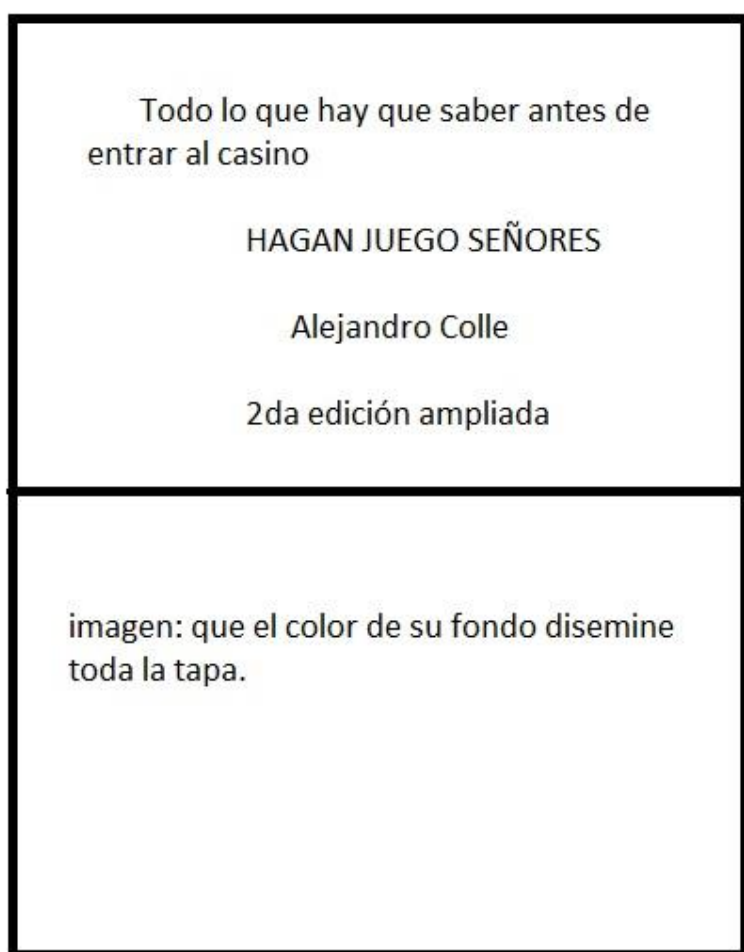 Todo lo que hay que saber antes de
entrar al casino
HAGAN JUEGO SEÑORES
Alejandro Colle
2da edición ampliada
imagen: que el color de su fondo disemine
toda la tapa.